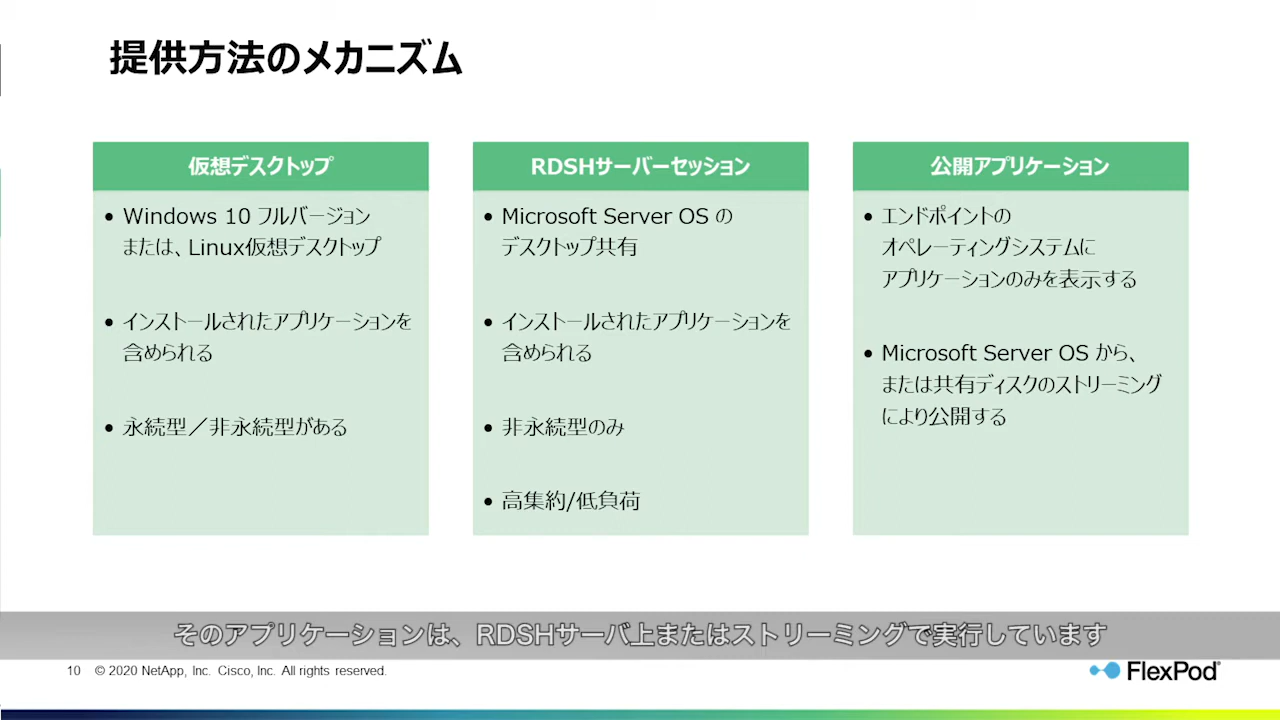 提供方法のメカニズム
仮想デスクトップ
• Windows 10 フルバージョン
または、Linux仮想デスクトップ
• インストールされたアプリケーションを
含められる
• 永続型／非永続型がある
RDSHサーバーセッション
• Microsoft Server OS の
デスクトップ共有
• インストールされたアプリケーションを
含められる
• 非永続型のみ
• 高集約/低負荷
公開アプリケーション
• エンドポイントの
オペレーティングシステムに
アプリケーションのみを表示する
• Microsoft Server OS から、
または共有ディスクのストリーミング
により公開する
そのアプリケーションは、RDSHサーバ上またはストリーミングで実行しています
10 © 2020 NetApp, Inc. Cisco, Inc. All rights reserved.
FlexPod